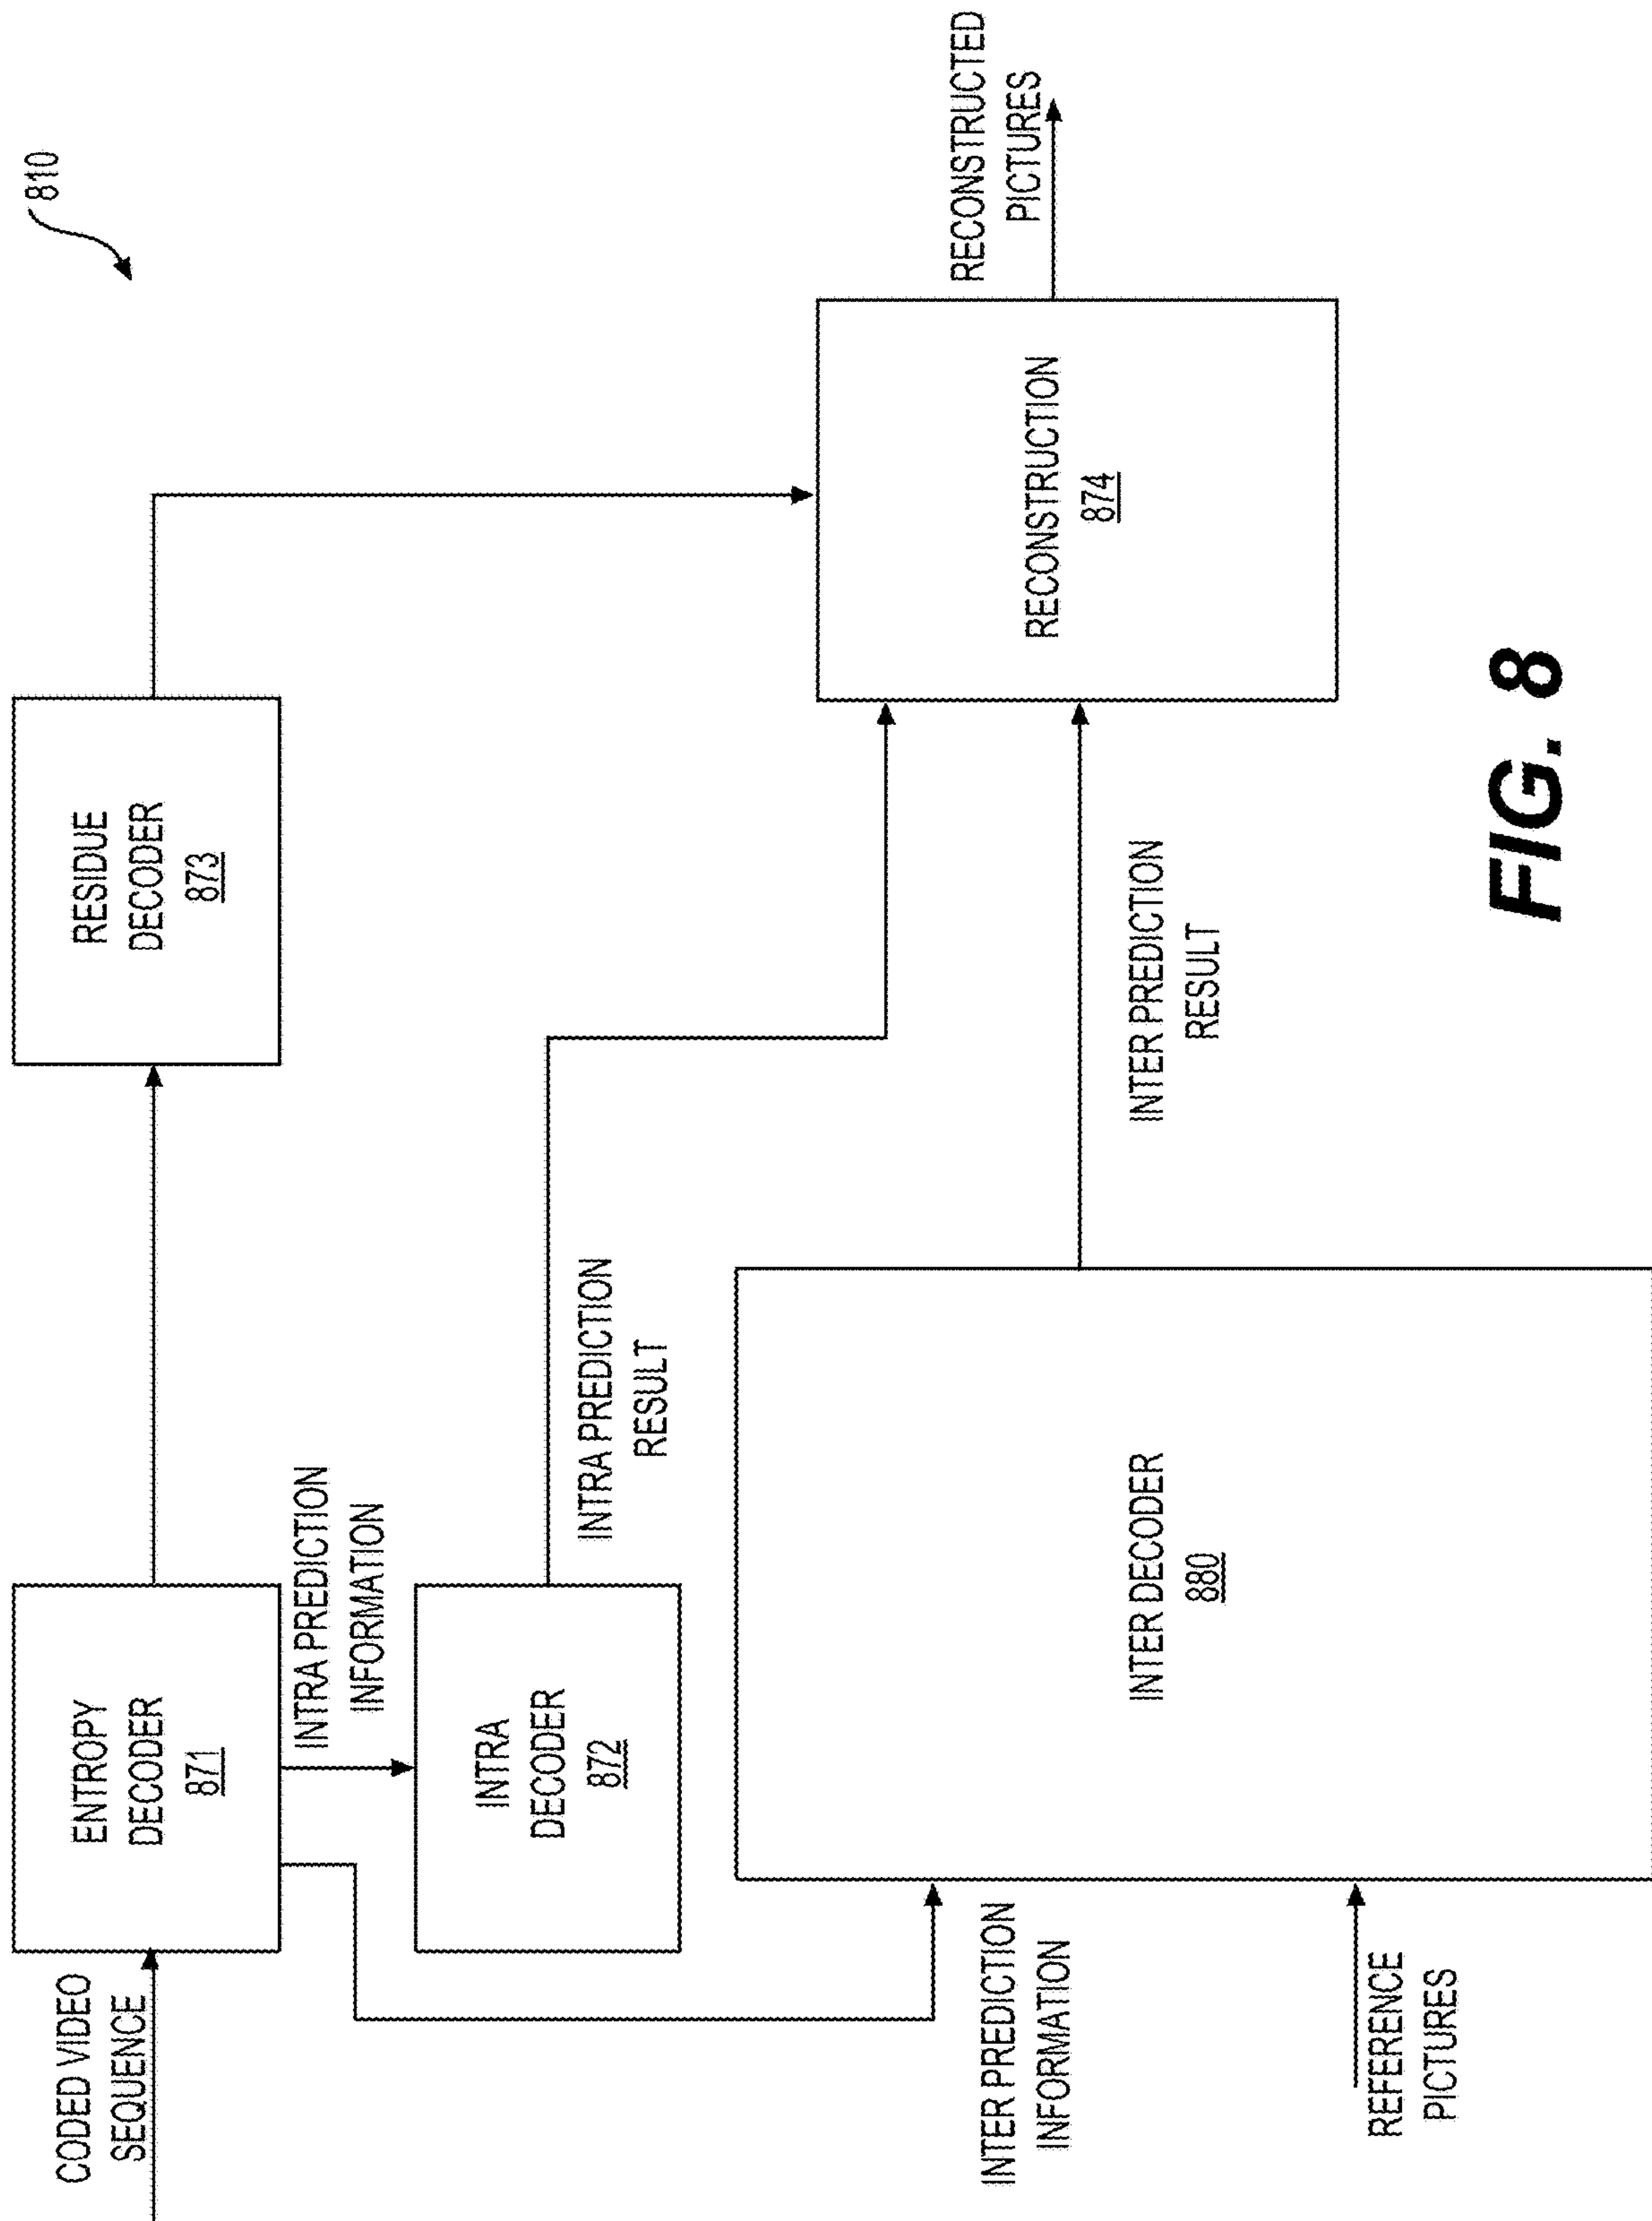 810
CODED VIDEO
SEQUENCE
ENTROPY
DECODER
871
RESIDUE
DECODER
873
INTRA PREDICTION
INFORMATION
INTRA
DECODER
872
INTRA PREDICTION
RESULT
RECONSTRUCTED
PICTURES
RECONSTRUCTION
874
INTER PREDICTION
INFORMATION
INTER DECODER
880
INTER PREDICTION
RESULT
REFERENCE
PICTURES
FIG. 8